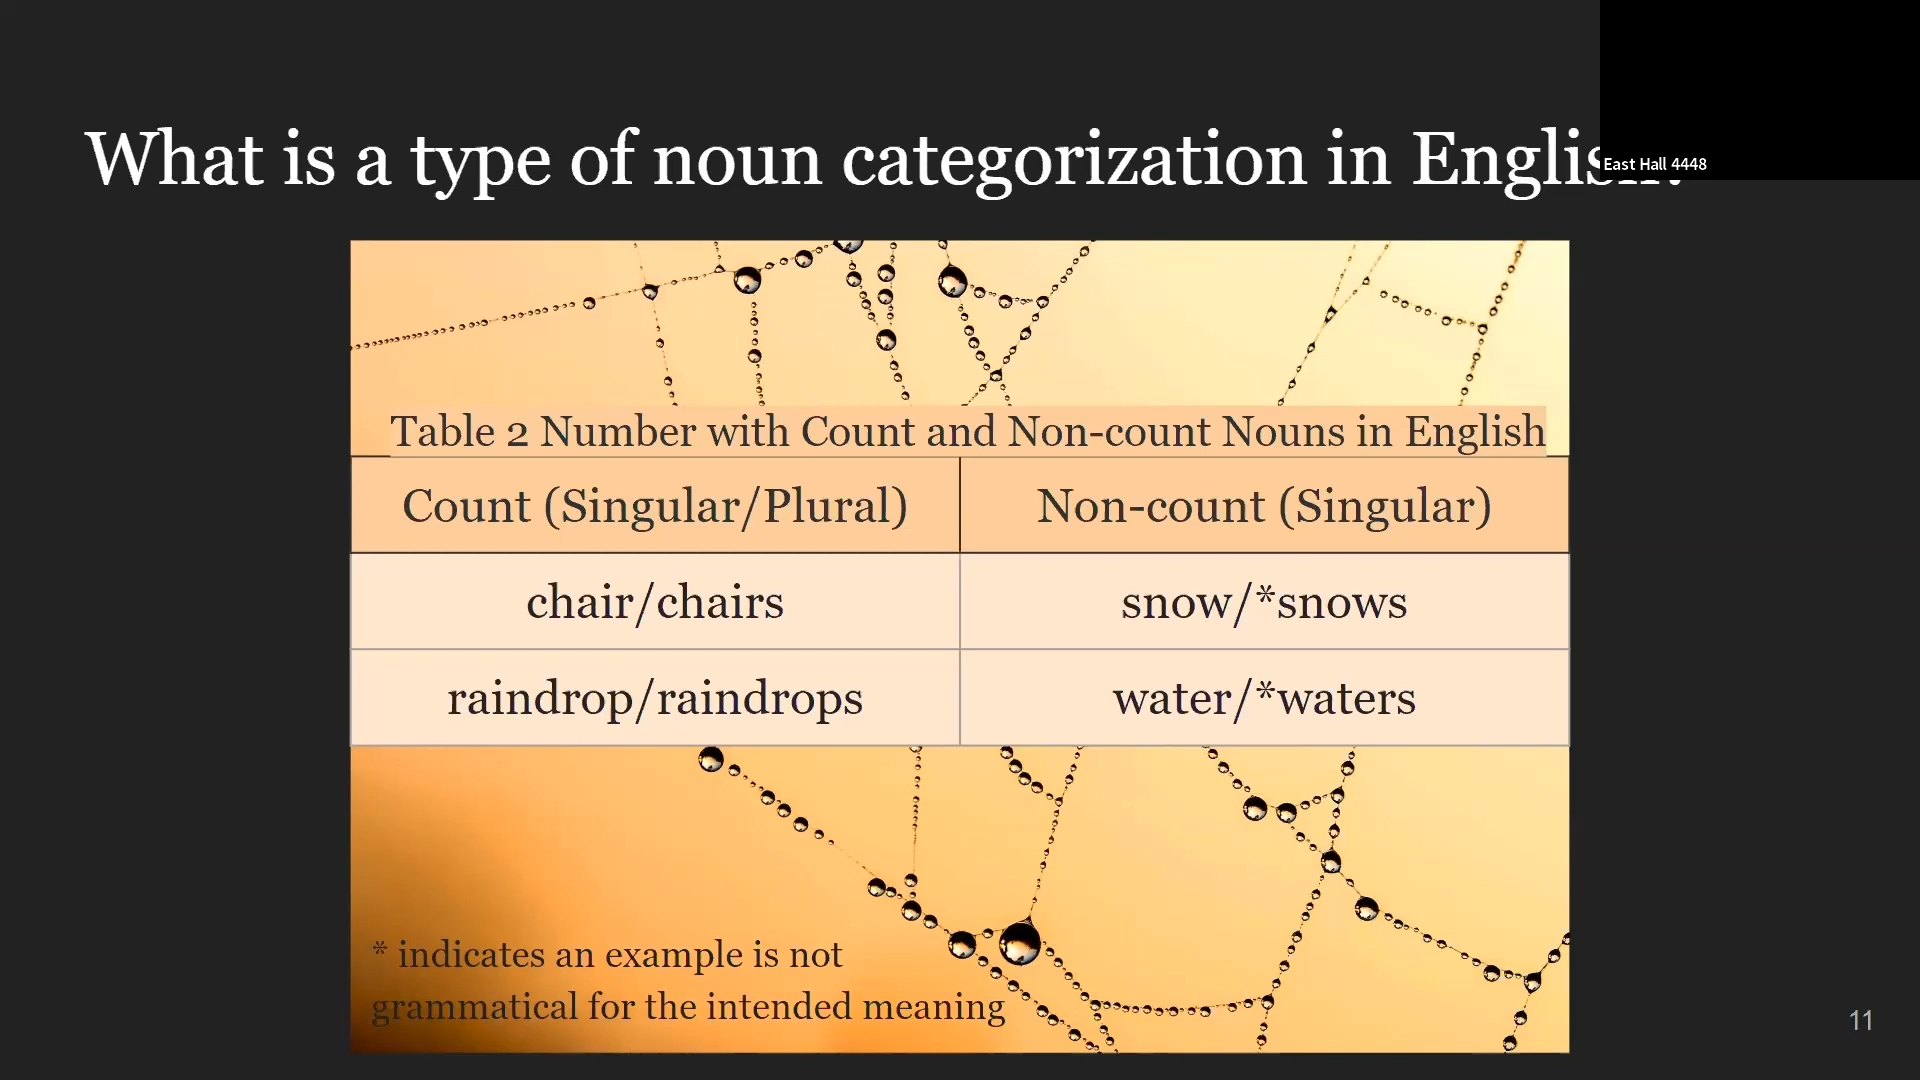 What is a type of noun categorization in Englis
East Hall 4448
Table 2 Number with Count and Non-count Nouns in English
Count (Singular/Plural) Non-count (Singular)
chair/chairs snow/*snows
raindrop/raindrops water/*waters
* indicates an example is not
grammatical for the intended meaning
11